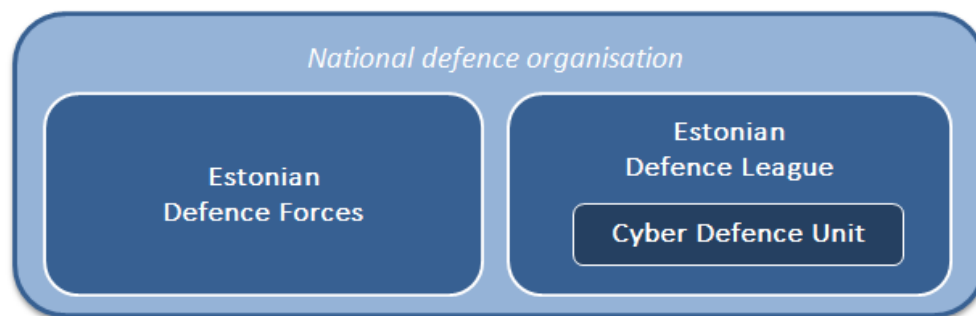 National defence organisation
Estonian
Defence Forces
Estonian
Defence League
Cyber Defence Unit